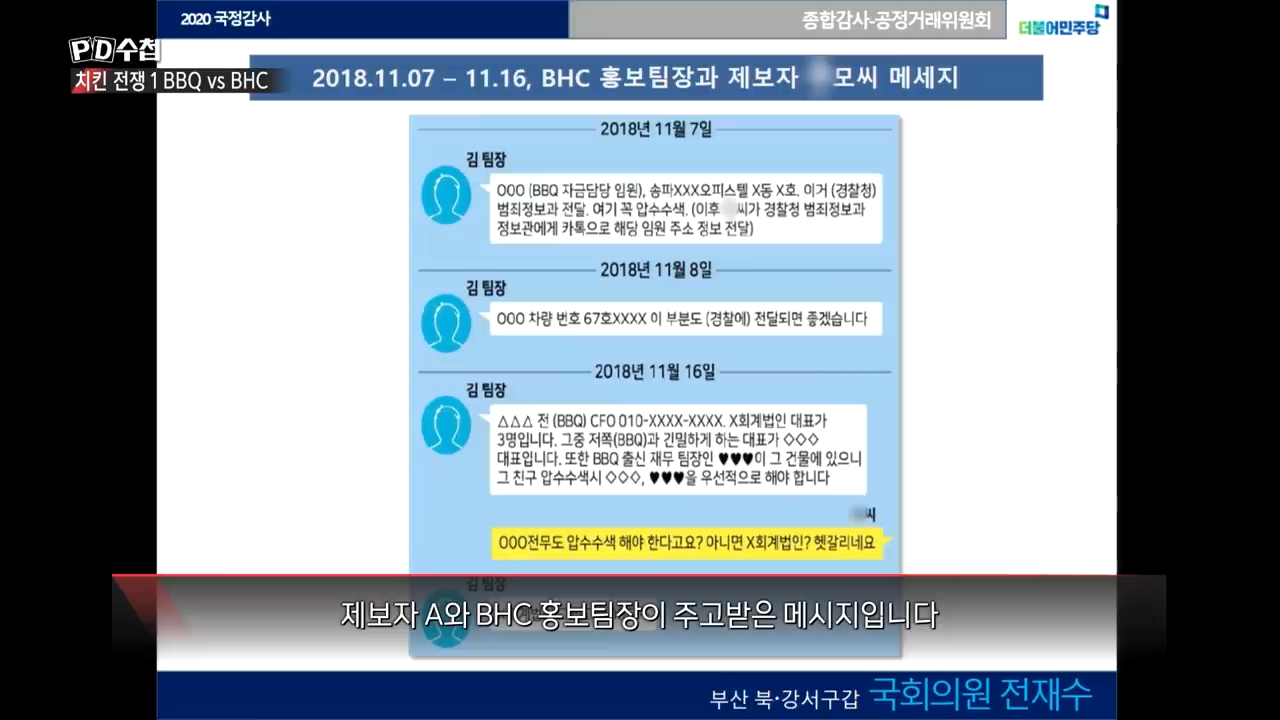 2020 국정감사
종합감사-공정거래위원회
더불어민주당
PD수첩
치킨 전쟁 1 BBQ vs BHC
2018.11.07 – 11.16, BHC 홍보팀장과 제보자 모씨 메세지
2018년 11월 7일
김 팀장
OOO (BBQ 자금담당 임원), 송파XXX오피스텔 X동 X호. 이거 (경찰청)
범죄정보과 전달. 여기 꼭 압수수색. (이후 씨가 경찰청 범죄정보과
정보관에게 카톡으로 해당 임원 주소 정보 전달)
2018년 11월 8일
김 팀장
OOO 차량 번호 67호XXXX 이 부분도 (경찰에) 전달되면 좋겠습니다
2018년 11월 16일
김 팀장
△△△ 전 (BBQ) CFO 010-XXXX-XXXX. X회계법인 대표가
3명입니다. 그중 저쪽(BBQ)과 긴밀하게 하는 대표가 ◇◇◇
대표입니다. 또한 BBQ 출신 재무 팀장인 ♥♥♥이 그 건물에 있으니
그 친구 압수수색시 ◇◇◇, ♥♥♥을 우선적으로 해야 합니다
씨
OOO전무도 압수수색 해야 한다고요? 아니면 X회계법인? 헷갈리네요
김 팀장
제보자 A와 BHC 홍보팀장이 주고받은 메시지입니다
부산 북·강서구갑 국회의원 전재수